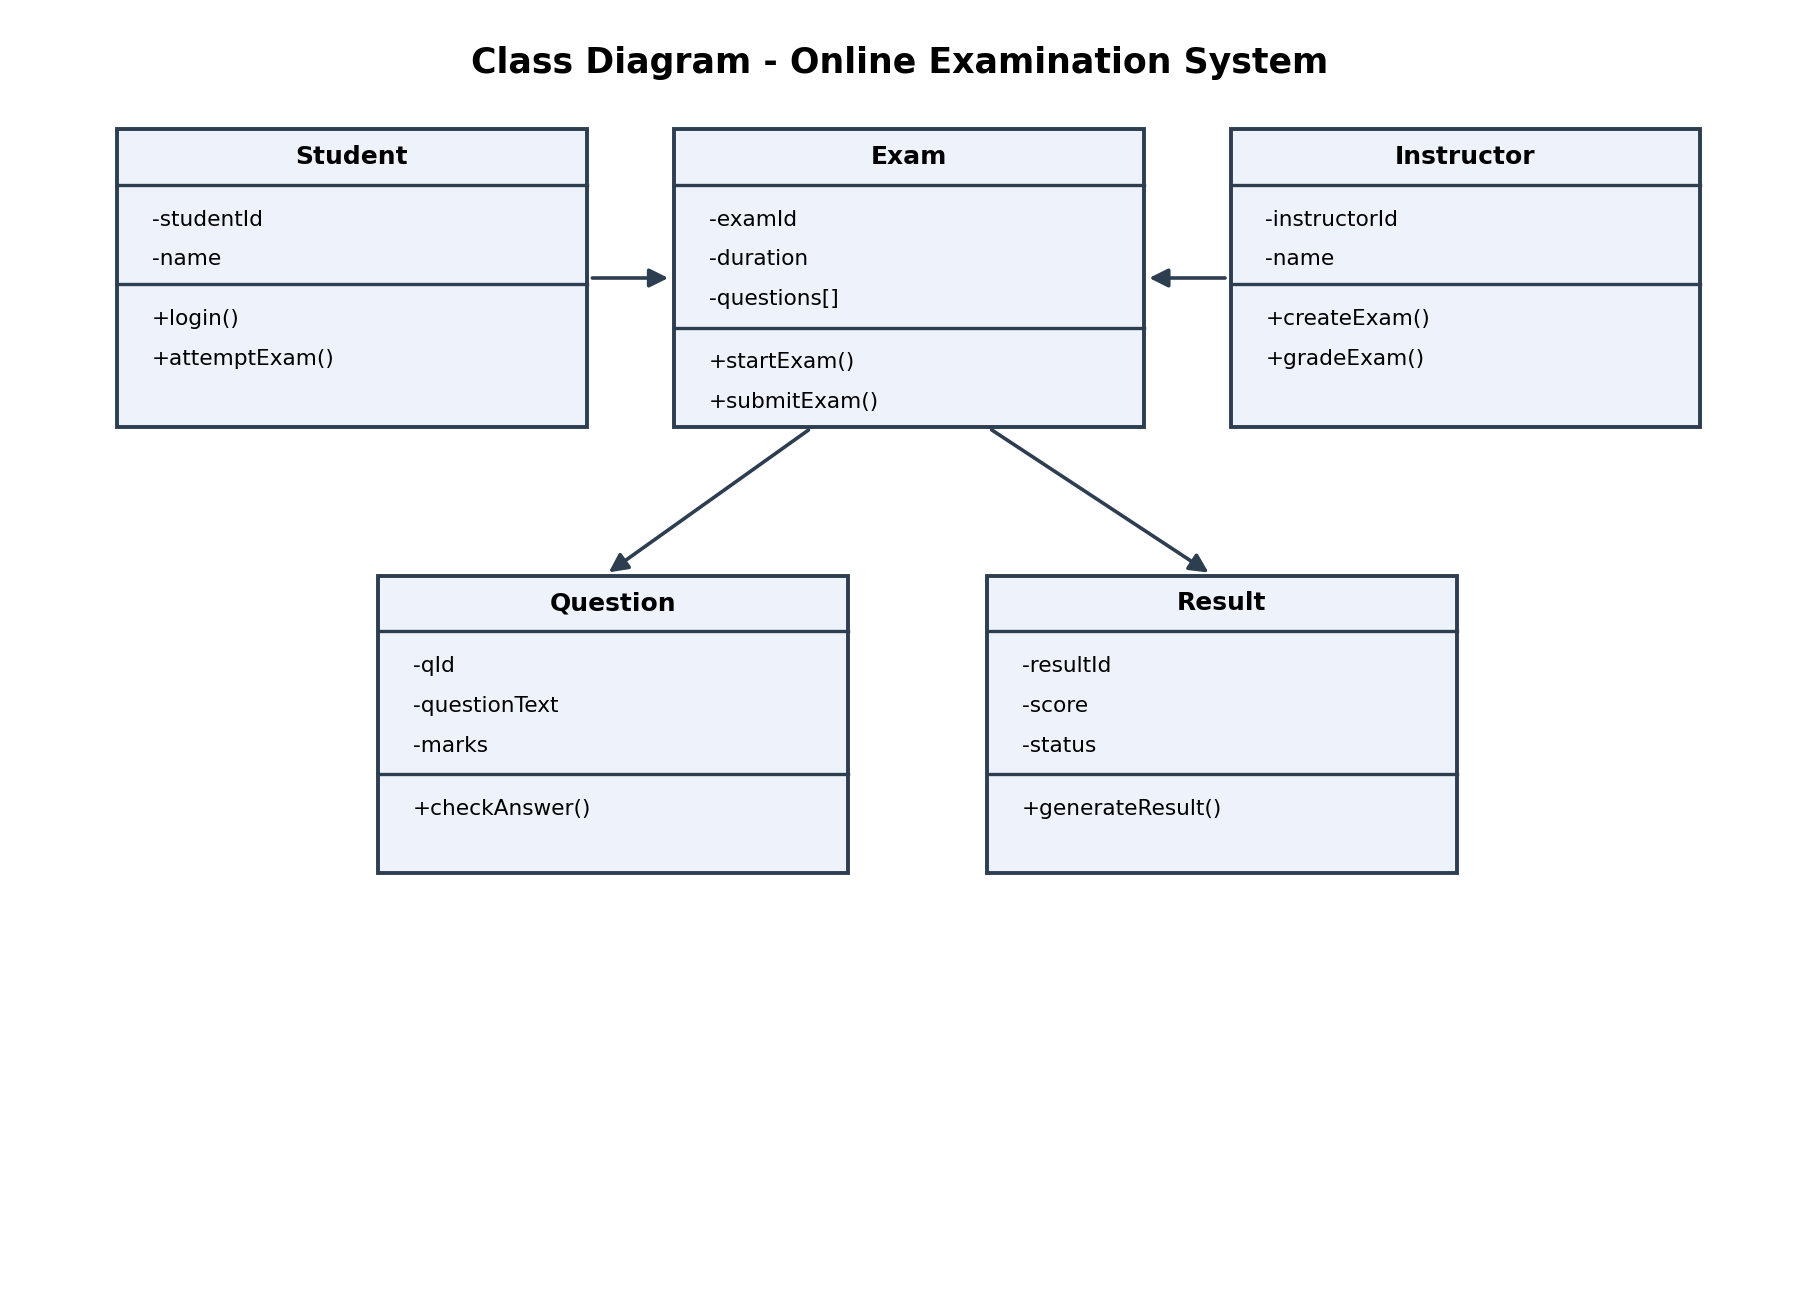 Class Diagram - Online Examination System
Student
-studentId
-name
+login()
+attemptExam()
Exam
-examId
-duration
-questions[]
+startExam()
+submitExam()
Instructor
-instructorId
-name
+createExam()
+gradeExam()
Question
-qId
-questionText
-marks
+checkAnswer()
Result
-resultId
-score
-status
+generateResult()